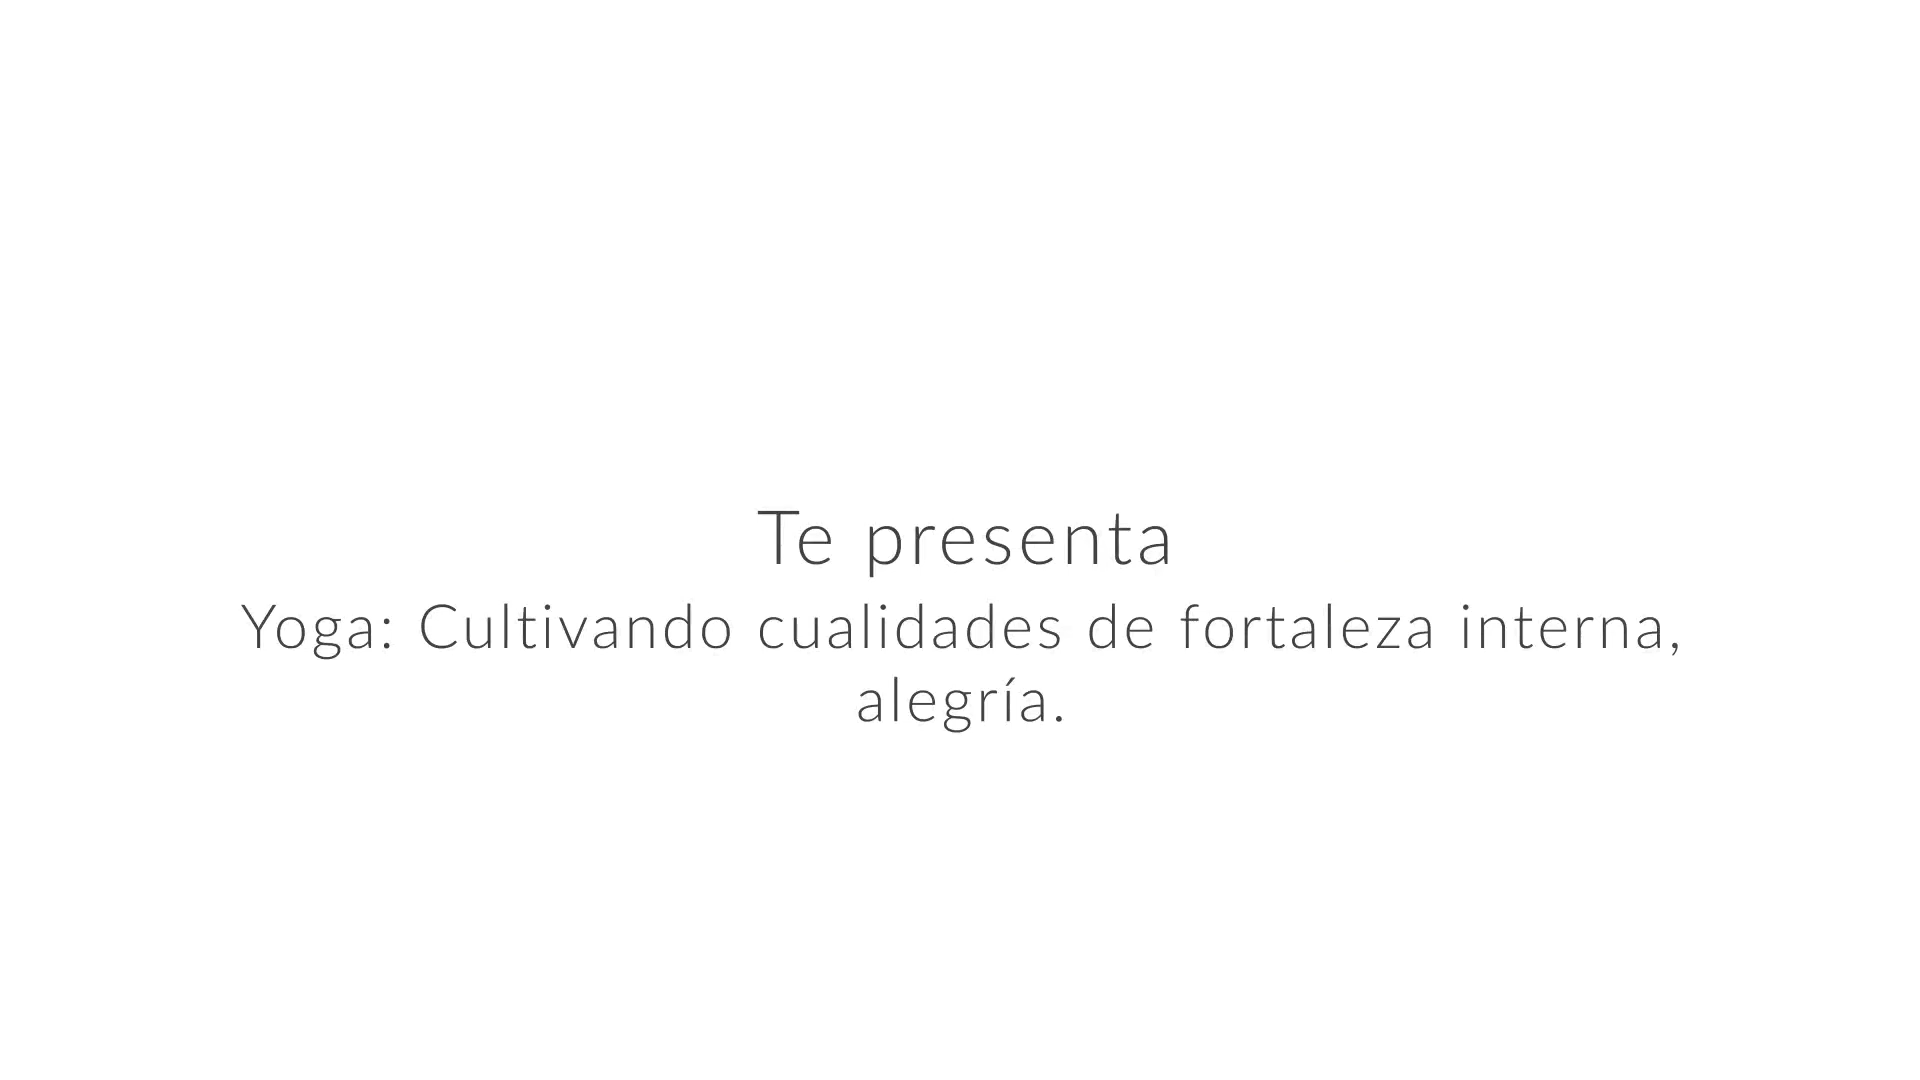 Te presenta
Yoga: Cultivando cualidades de fortaleza interna,
alegría.